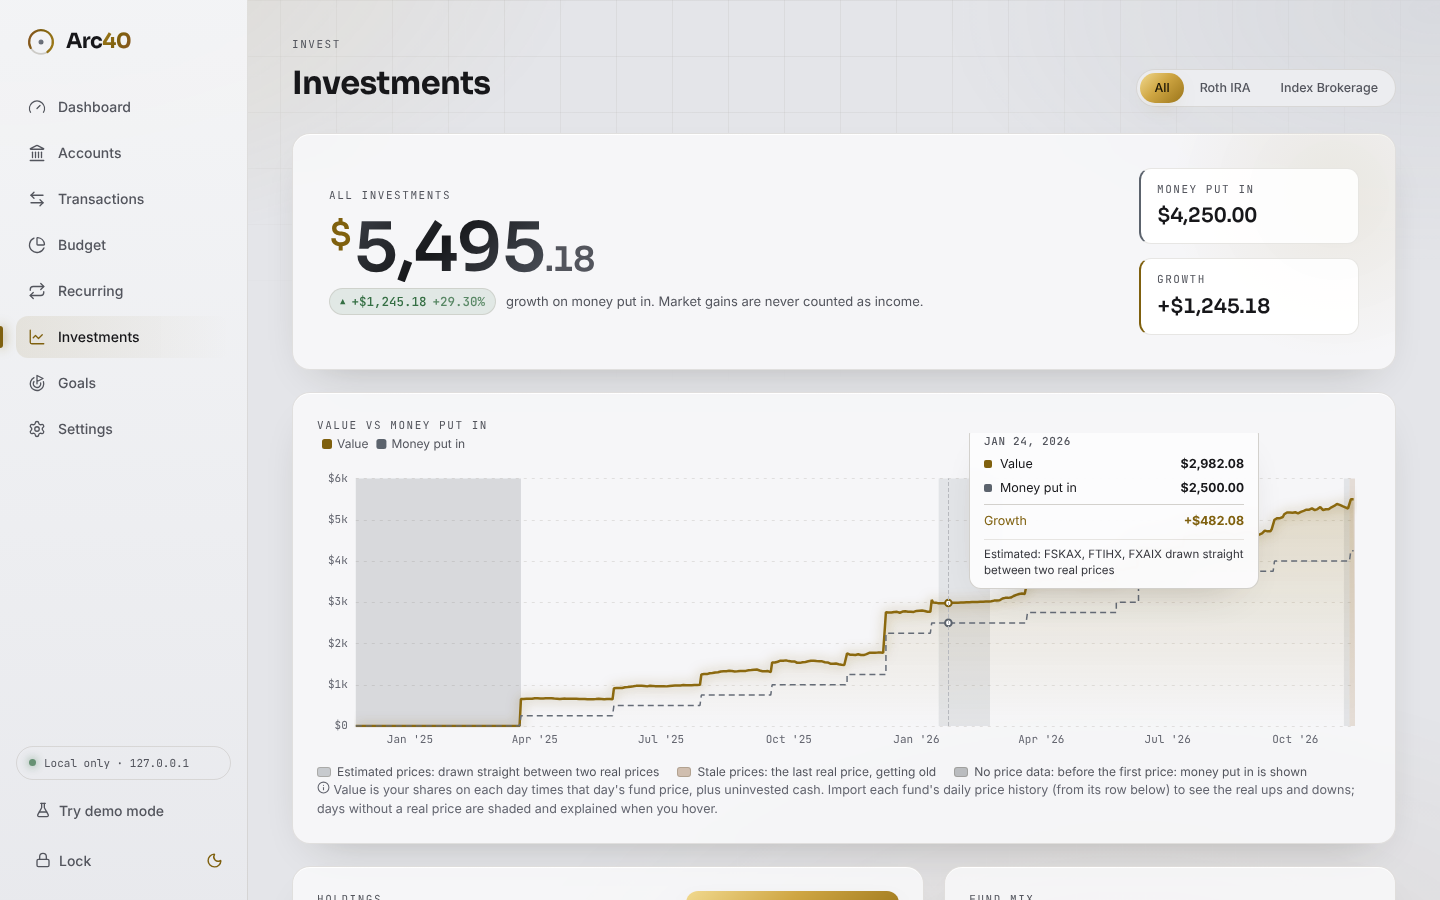 Arc40
Dashboard
Accounts
Transactions
Budget
Recurring
Investments
Goals
Settings
Local only · 127.0.0.1
Try demo mode
Lock
INVEST
Investments
All
Roth IRA
Index Brokerage
ALL INVESTMENTS
$5,495.18
▲ +$1,245.18 +29.30%
growth on money put in. Market gains are never counted as income.
MONEY PUT IN
$4,250.00
GROWTH
+$1,245.18
VALUE VS MONEY PUT IN
Value
Money put in
JAN 24, 2026
Value $2,982.08
Money put in $2,500.00
Growth +$482.08
Estimated: FSKAX, FTIHX, FXAIX drawn straight
between two real prices
$6k
$5k
$4k
$3k
$2k
$1k
$0
Jan '25
Apr '25
Jul '25
Oct '25
Jan '26
Apr '26
Jul '26
Oct '26
Estimated prices: drawn straight between two real prices
Stale prices: the last real price, getting old
No price data: before the first price: money put in is shown
Value is your shares on each day times that day's fund price, plus uninvested cash. Import each fund's daily price history (from its row below) to see the real ups and downs;
days without a real price are shaded and explained when you hover.
HOLDINGS
FUND MIX